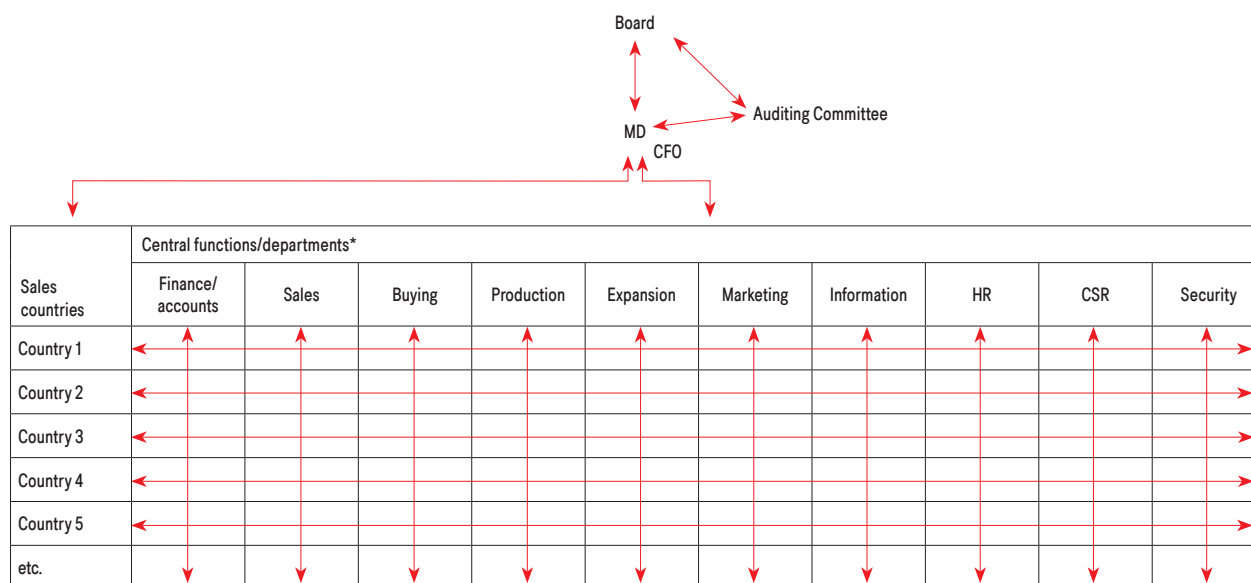 Board
Auditing Committee
MD
CFO
Central functions/departments*
Sales
countries
Finance/
accounts
Sales
Buying
Production
Expansion
Marketing
Information
HR
CSR
Security
Country 1
Country 2
Country 3
Country 4
Country 5
etc.